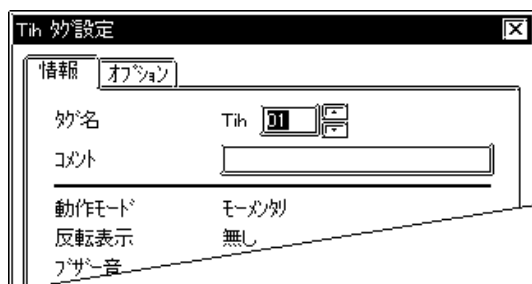 Tih ﾀｸﾞ設定
情報 ｵﾌﾟｼｮﾝ
ﾀｸﾞ名 Tih 01
ｺﾒﾝﾄ
動作ﾓｰﾄﾞ ﾓｰﾒﾝﾀﾘ
反転表示 無し
ﾌﾞｻﾞｰ音